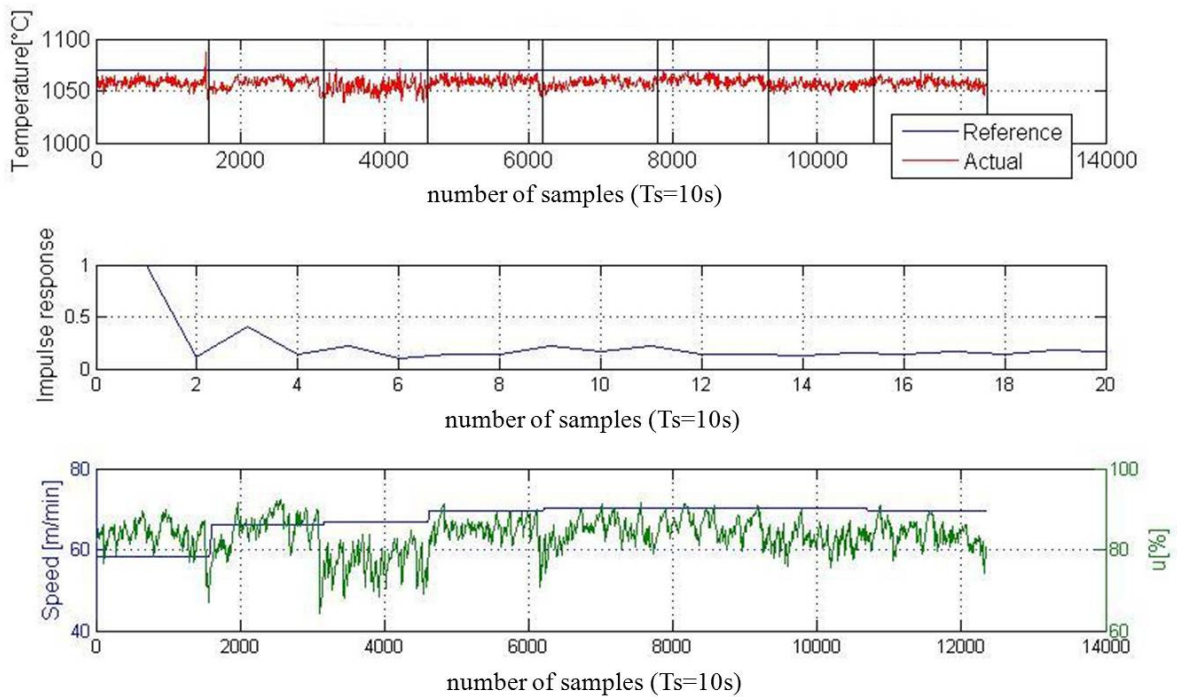 Temperature[°C]
1100
1050
1000
0 2000 4000 6000 8000 10000 14000
Reference
Actual
number of samples (Ts=10s)
Impulse response
1
0.5
0
0 2 4 6 8 10 12 14 16 18 20
number of samples (Ts=10s)
Speed [m/min]
80
60
40
100
80
60
u[%]
0 2000 4000 6000 8000 10000 12000 14000
number of samples (Ts=10s)